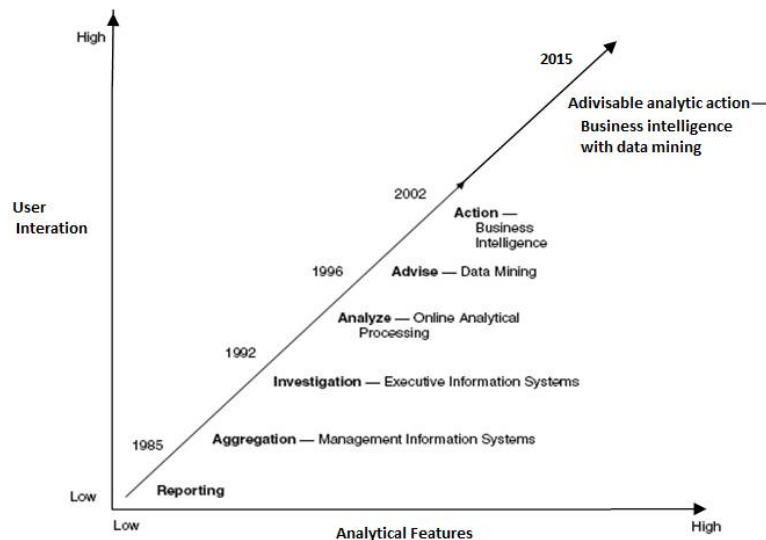 High
2015
Adivisable analytic action—
Business intelligence
with data mining
2002
User
Interation
Action —
Business
Intelligence
1996
Advise — Data Mining
Analyze — Online Analytical
Processing
1992
Investigation — Executive Information Systems
1985
Aggregation — Management Information Systems
Low
Reporting
Low
Analytical Features
High